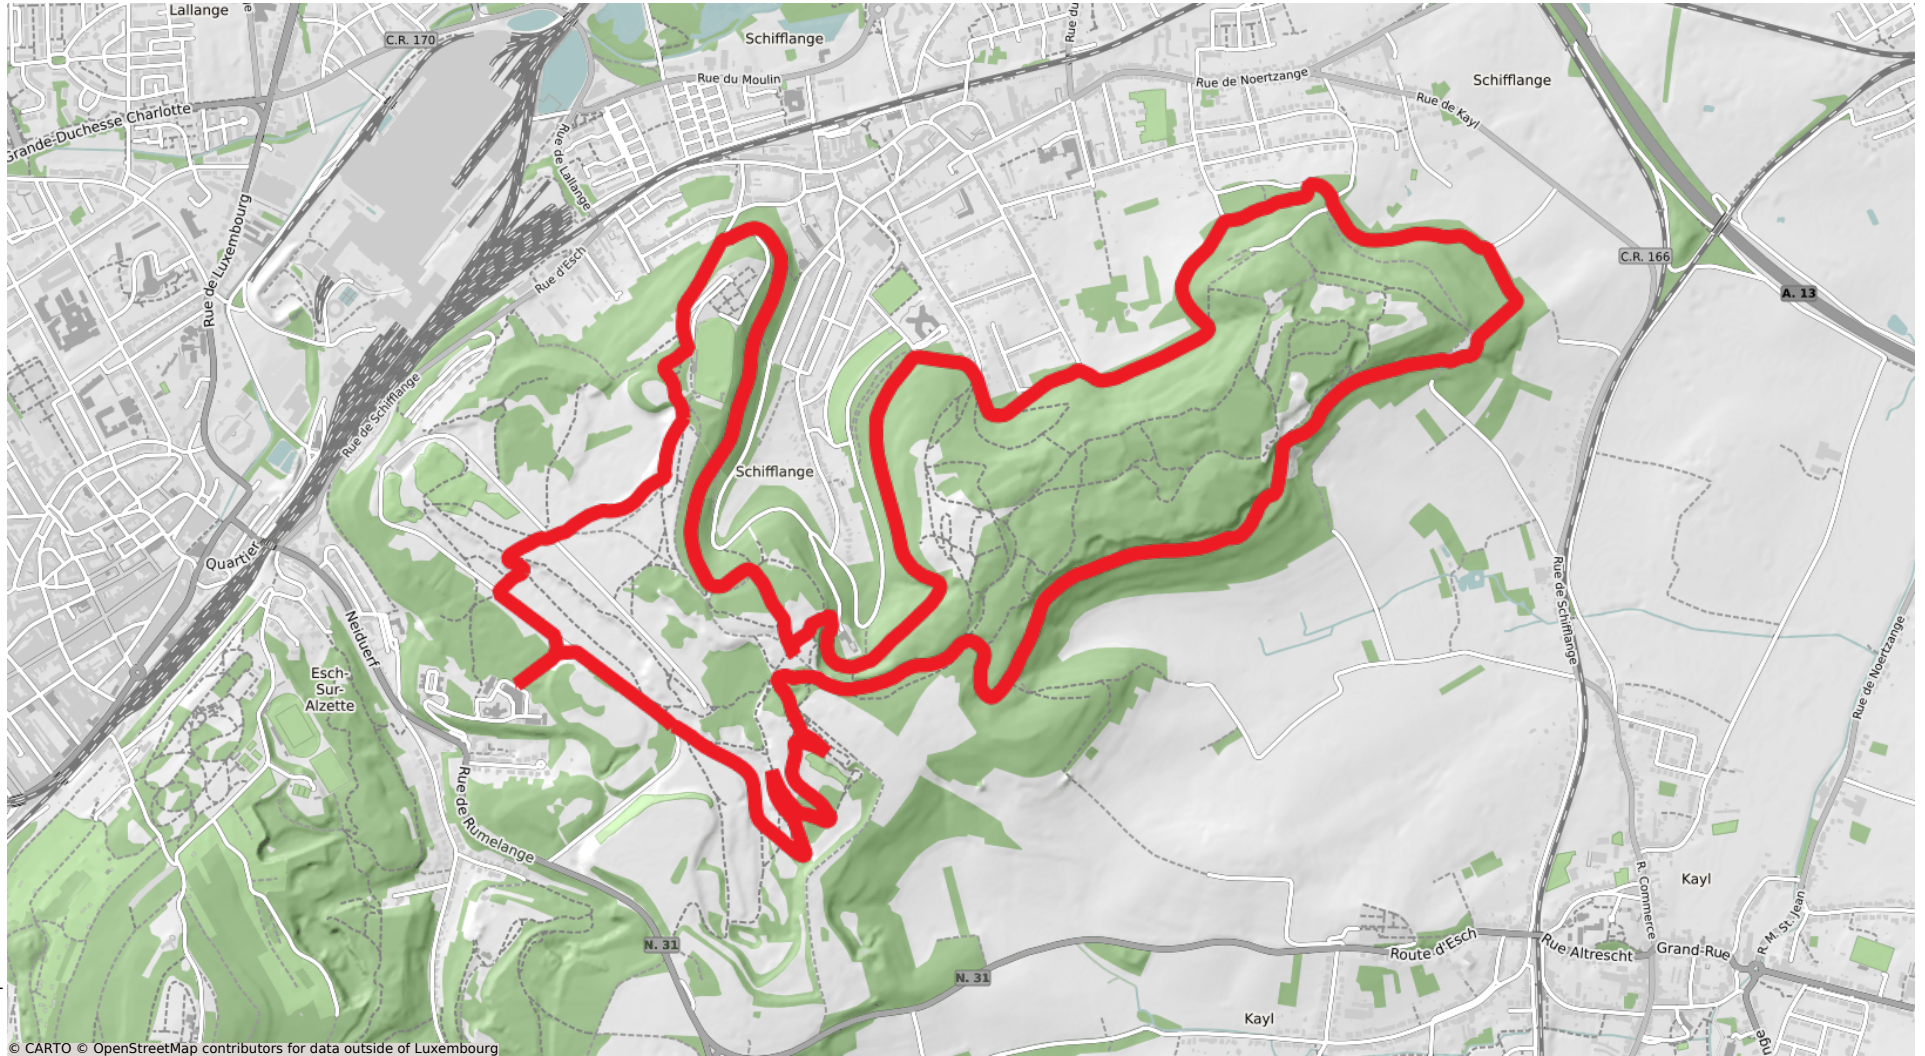 Lallange
C.R. 170
Schifflange
Rue du
Rue du Moulin
Rue de Noertzange
Schifflange
Rue de Kayl
Grande-Duchesse Charlotte
Rue de Lallange
Rue de Luxembourg
Rue d'Esch
C.R. 166
A. 13
Rue de Schifflange
Schifflange
Quartier
Neiduerf
Rue de Schifflange
Esch-
Sur-
Alzette
Rue de Noertzange
Rue de Rumelange
Kayl
R. Commerce
R. M. St. Jean
N. 31
Route d'Esch
Rue Altrescht
Grand-Rue
N. 31
Kayl
© CARTO © OpenStreetMap contributors for data outside of Luxembourg